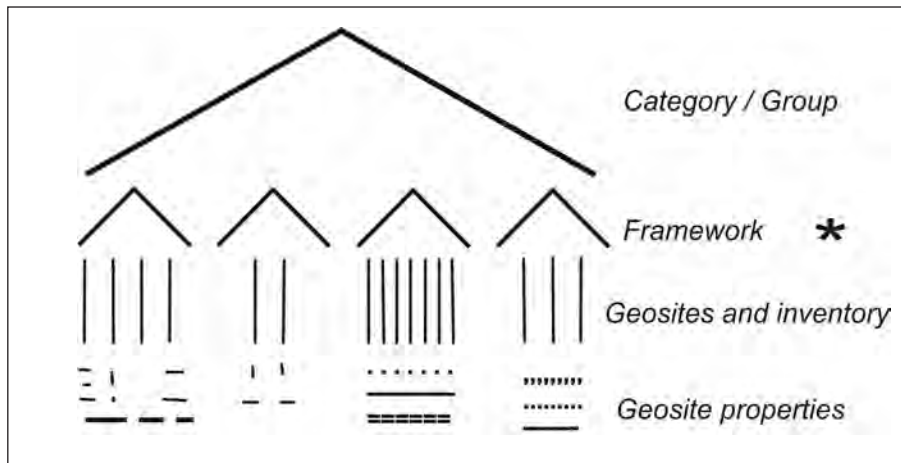 Category / Group
Framework *
Geosites and inventory
Geosite properties